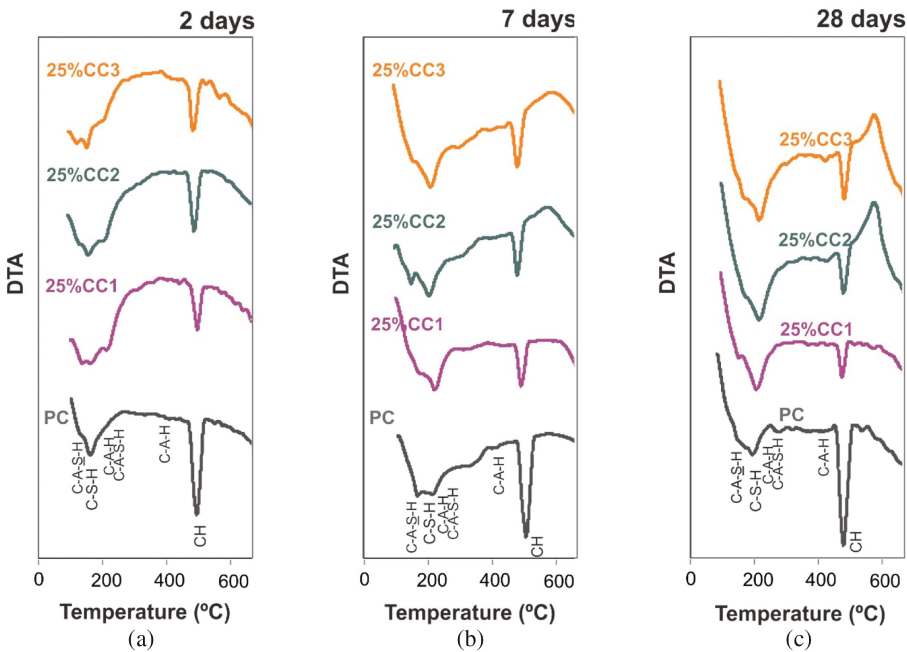 2 days
25%CC3
25%CC2
25%CC1
PC
C-A-S-H
C-S-H
C-A-H
C-A-S-H
C-A-H
CH
DTA
0
200
400
600
Temperature (ºC)
(a)
7 days
25%CC3
25%CC2
25%CC1
PC
C-A-S-H
C-S-H
C-A-H
C-A-S-H
C-A-H
CH
DTA
0
200
400
600
Temperature (ºC)
(b)
28 days
25%CC3
25%CC2
25%CC1
PC
C-A-S-H
C-S-H
C-A-H
C-A-S-H
C-A-H
CH
DTA
0
200
400
600
Temperature (ºC)
(c)